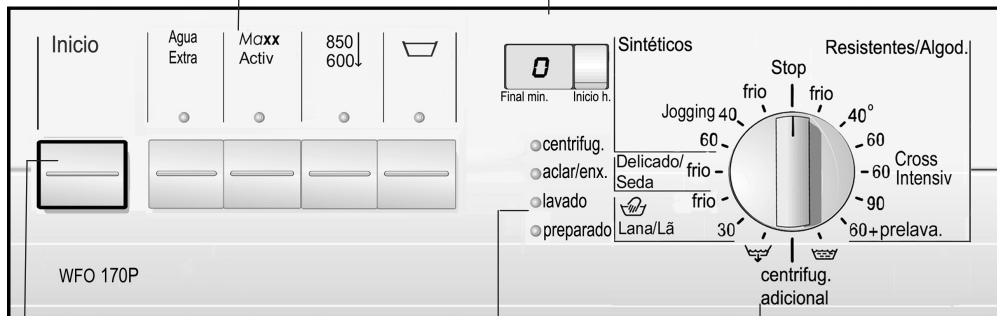 Inicio
Agua
Extra
Maxx
Activ
850
600
0
Final min.
Inicio h.
centrifug.
aclar/enx.
lavado
preparado
Sintéticos
Resistentes/Algod.
Stop
frio
frio
Jogging 40
40°
60
60
60
Cross
Intensiv
Delicado/
Seda
frio
frio
90
Lana/Lã
30
60+prelava.
centrifug.
adicional
WFO 170P